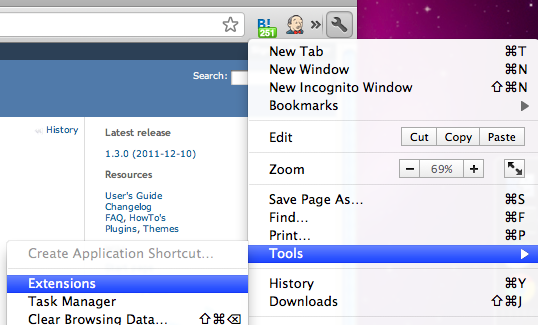 B!
251
»
New Tab ⌘T
New Window ⌘N
Search:
New Incognito Window ⇧⌘N
Bookmarks
« History
Latest release
Edit Cut Copy Paste
1.3.0 (2011-12-10)
Zoom − 69% +
Resources
User's Guide
Changelog
FAQ, HowTo's
Plugins, Themes
Save Page As... ⌘S
Find... ⌘F
Print... ⌘P
Tools
Create Application Shortcut...
Extensions
Task Manager
Clear Browsing Data... ⇧⌘⌫
History ⌘Y
Downloads ⇧⌘J